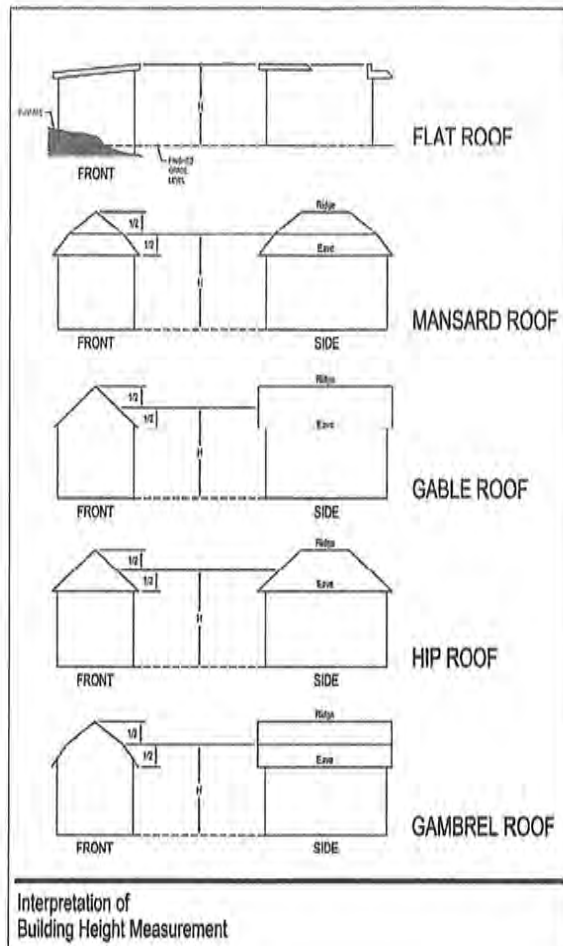 H
FLAT ROOF
FRONT
GRADE
LEVEL
Ridge
1/2
1/2
Eave
H
MANSARD ROOF
FRONT
SIDE
Ridge
1/2
1/2
Eave
H
GABLE ROOF
FRONT
SIDE
Ridge
1/2
1/2
Eave
H
HIP ROOF
FRONT
SIDE
Ridge
1/2
1/2
Eave
H
GAMBREL ROOF
FRONT
SIDE
Interpretation of
Building Height Measurement